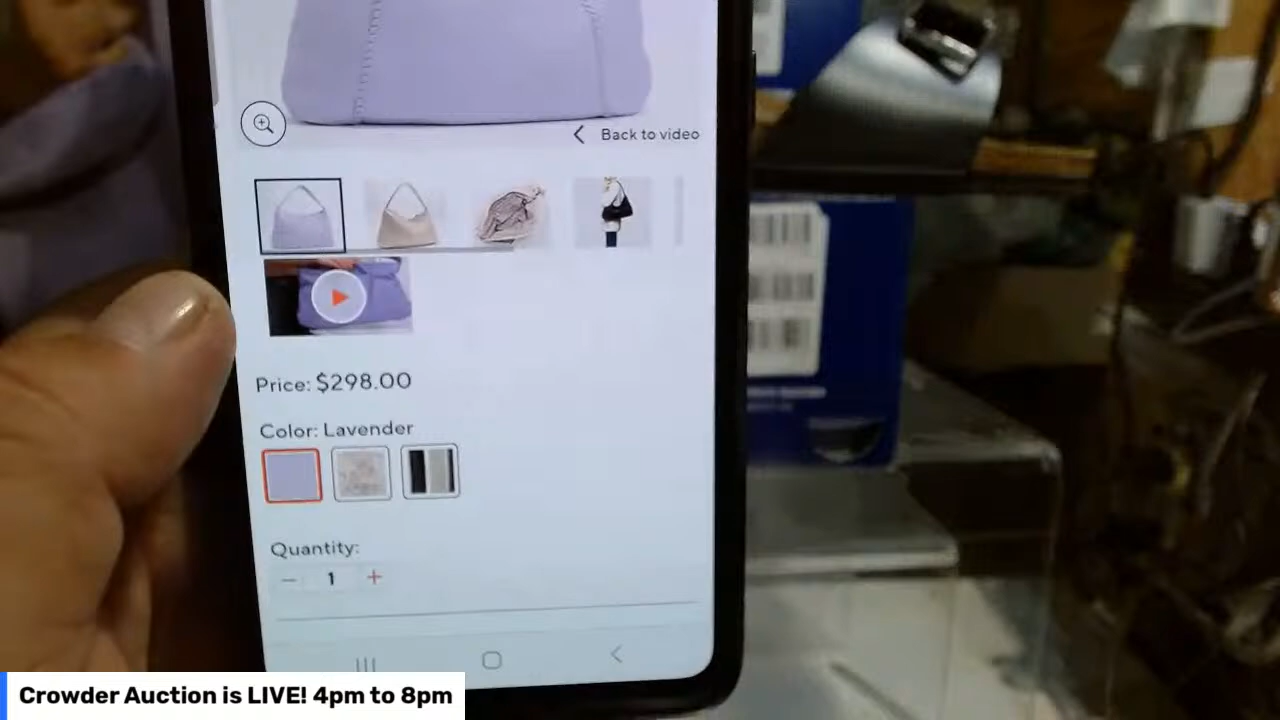 Back to video
Price: $298.00
Color: Lavender
Quantity:
1
Crowder Auction is LIVE! 4pm to 8pm